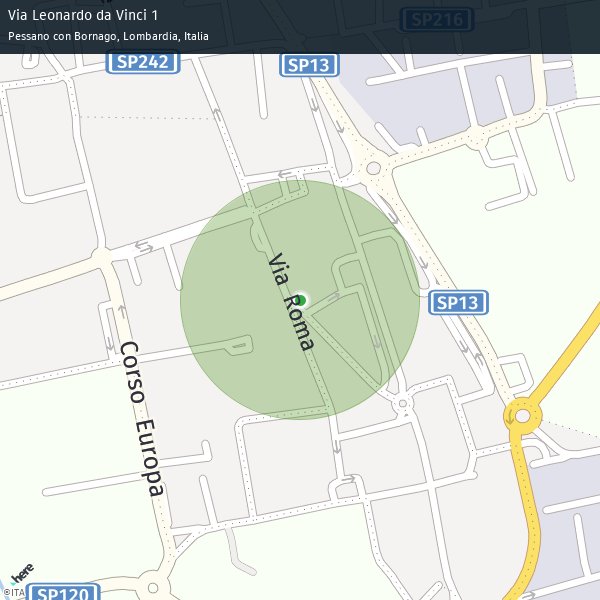 Via Leonardo da Vinci 1
Pessano con Bornago, Lombardia, Italia
SP216
SP242
SP13
Via Roma
SP13
Corso Europa
here
©ITA
SP120